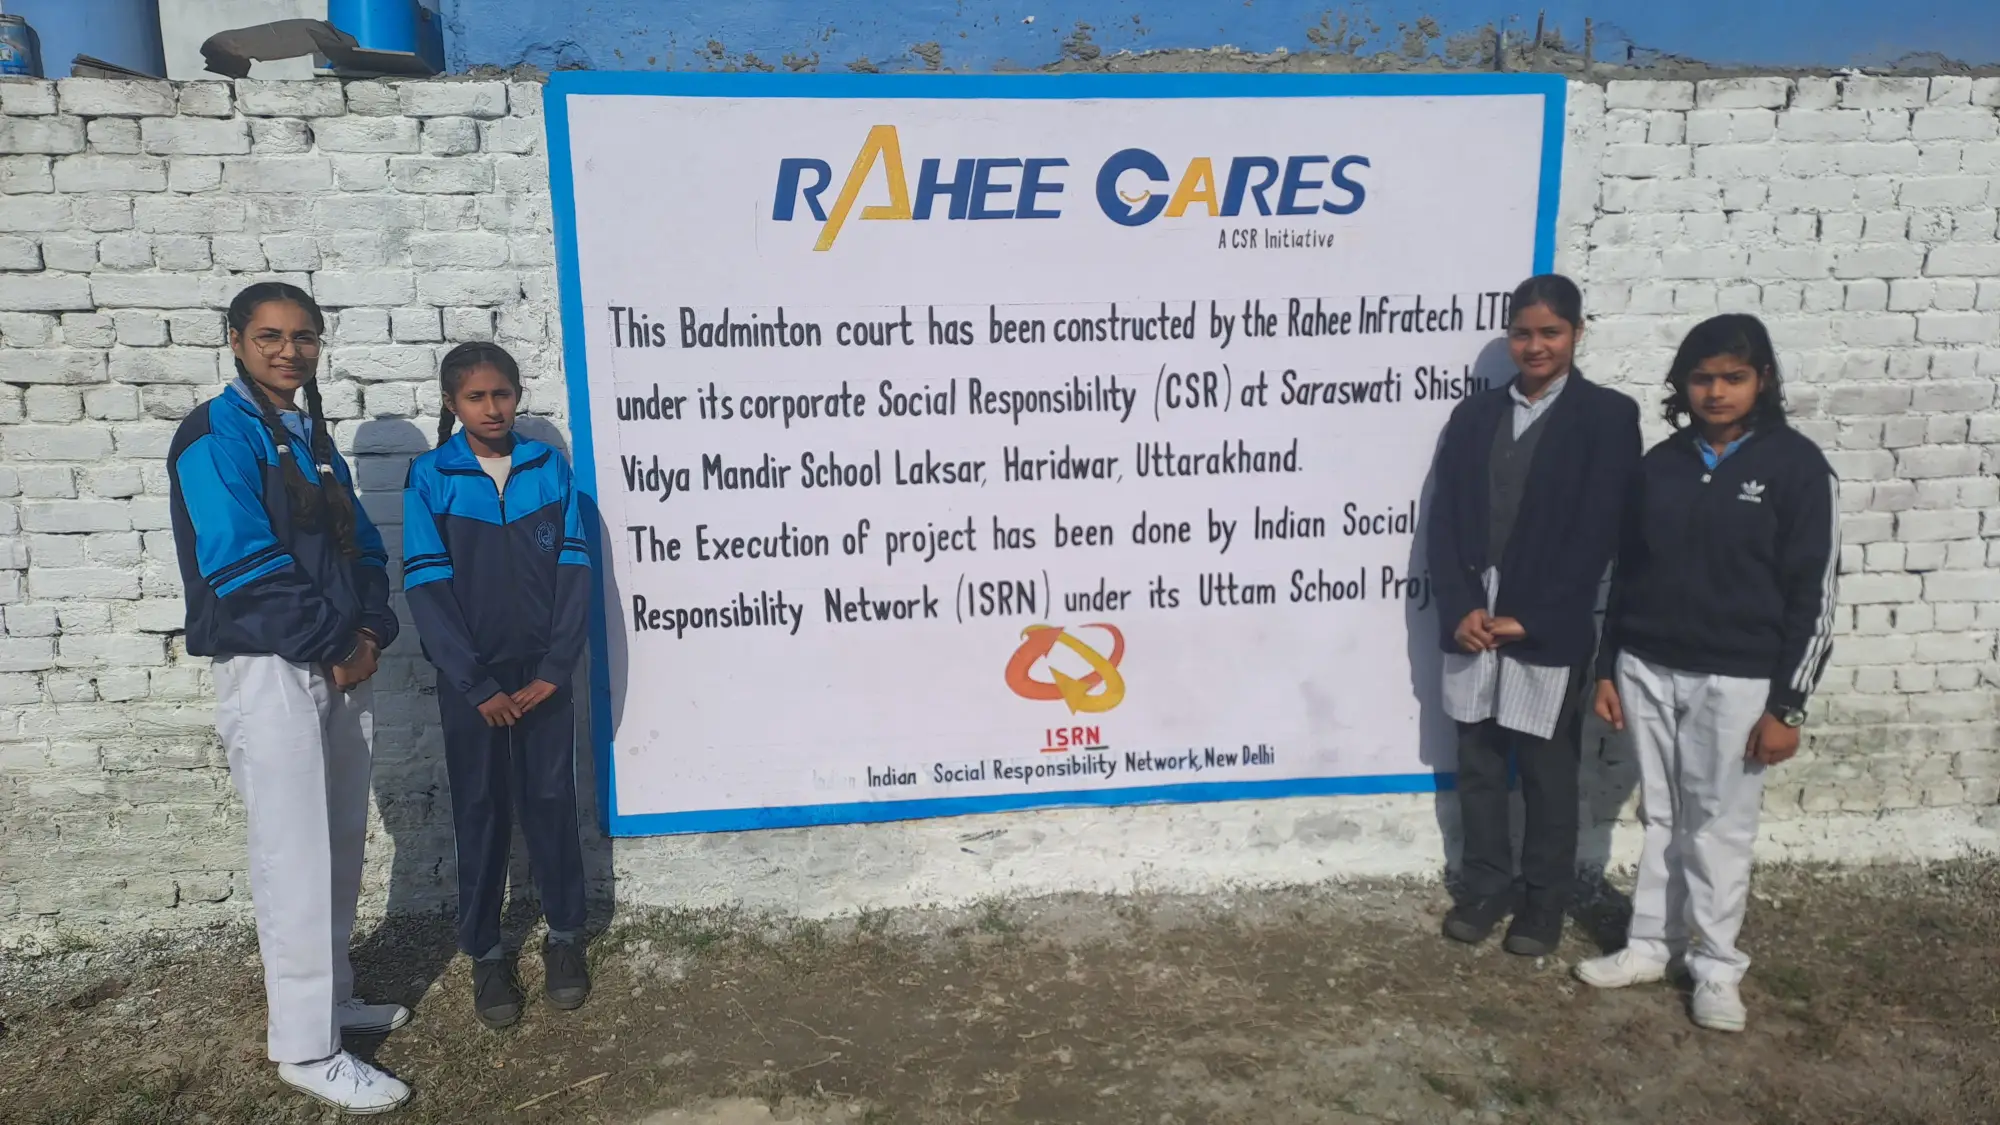 RAHEE CARES
A CSR Initiative
This Badminton court has been constructed by the Rahee Infratech LTD
under its corporate Social Responsibility (CSR) at Saraswati Shishu
Vidya Mandir School Laksar, Haridwar, Uttarakhand.
The Execution of project has been done by Indian Social
Responsibility Network (ISRN) under its Uttam School Proj
ISRN
Indian Social Responsibility Network, New Delhi